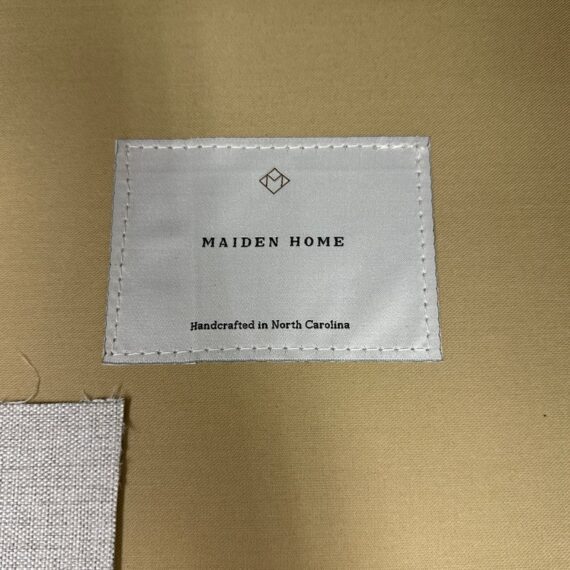 MAIDEN HOME
Handcrafted in North Carolina